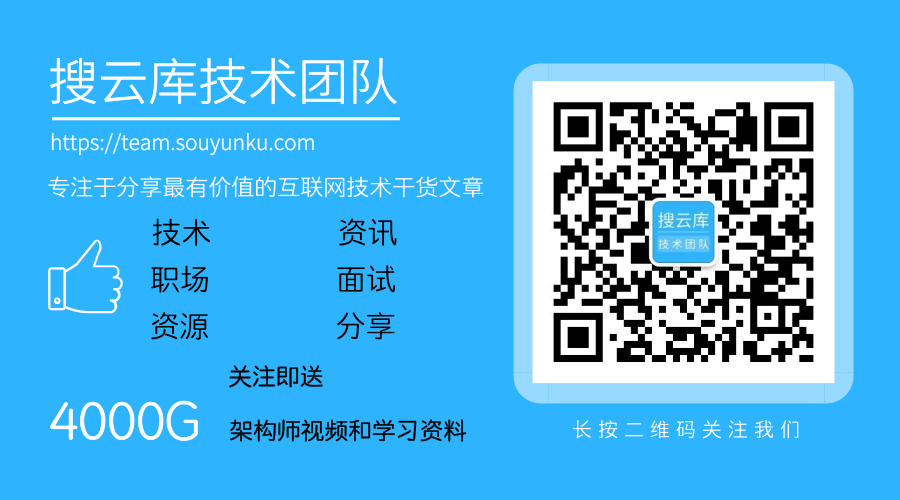 搜云库技术团队
https://team.souyunku.com
专注于分享最有价值的互联网技术干货文章
技术 资讯
职场 面试
资源 分享
关注即送
4000G 架构师视频和学习资料
搜云库
技术团队
长按二维码关注我们